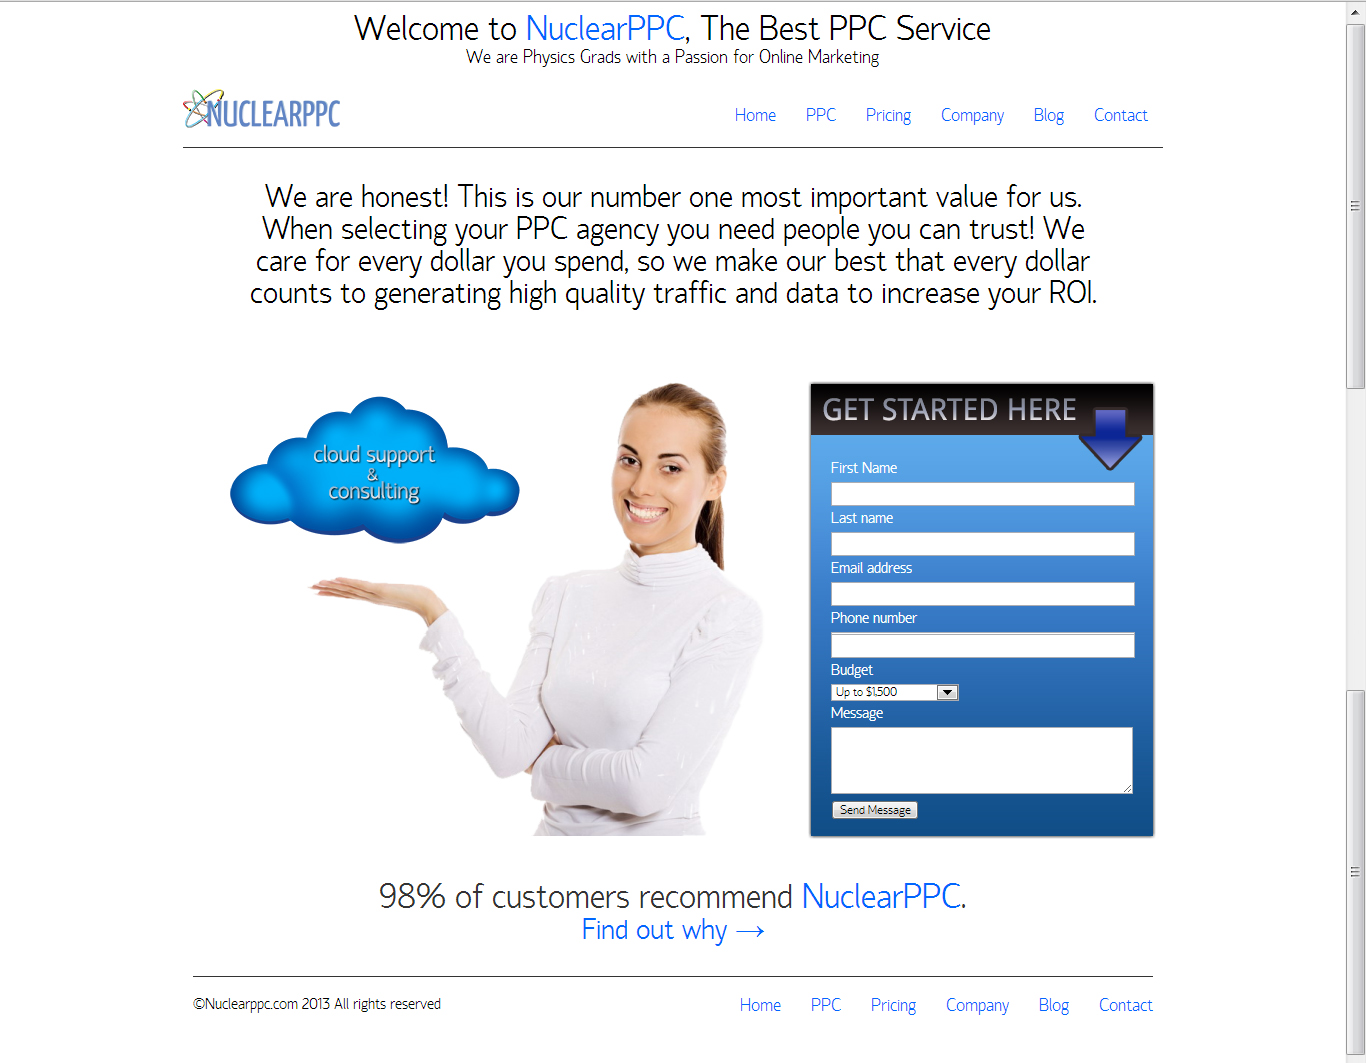 Welcome to NuclearPPC, The Best PPC Service
We are Physics Grads with a Passion for Online Marketing
NUCLEARPPC
Home PPC Pricing Company Blog Contact
We are honest! This is our number one most important value for us.
When selecting your PPC agency you need people you can trust! We
care for every dollar you spend, so we make our best that every dollar
counts to generating high quality traffic and data to increase your ROI.
cloud support
&
consulting
GET STARTED HERE
First Name
Last name
Email address
Phone number
Budget
Up to $1,500
Message
Send Message
98% of customers recommend NuclearPPC.
Find out why →
©Nuclearppc.com 2013 All rights reserved
Home PPC Pricing Company Blog Contact